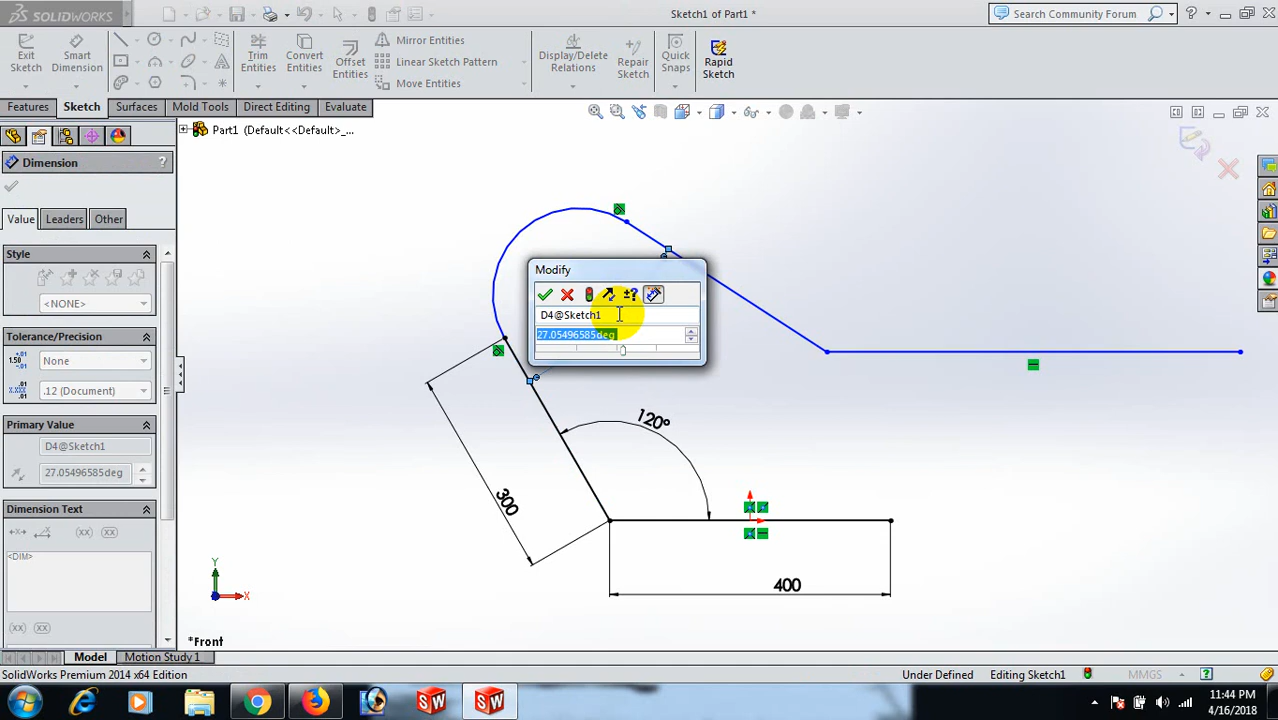 SOLIDWORKS
Sketch1 of Part1 *
Search Community Forum
Exit Sketch
Smart Dimension
Trim Entities
Convert Entities
Offset Entities
Mirror Entities
Linear Sketch Pattern
Move Entities
Display/Delete Relations
Repair Sketch
Quick Snaps
Rapid Sketch
Features
Sketch
Surfaces
Mold Tools
Direct Editing
Evaluate
Part1 (Default<<Default>_...
Dimension
?
Value
Leaders
Other
Style
<NONE>
Tolerance/Precision
None
.12 (Document)
Primary Value
D4@Sketch1
27.05496585deg
Dimension Text
<DIM>
Modify
D4@Sketch1
27.05496585deg
120°
300
400
Y
X
*Front
Model
Motion Study 1
SolidWorks Premium 2014 x64 Edition
Under Defined
Editing Sketch1
MMGS
11:44 PM
4/16/2018